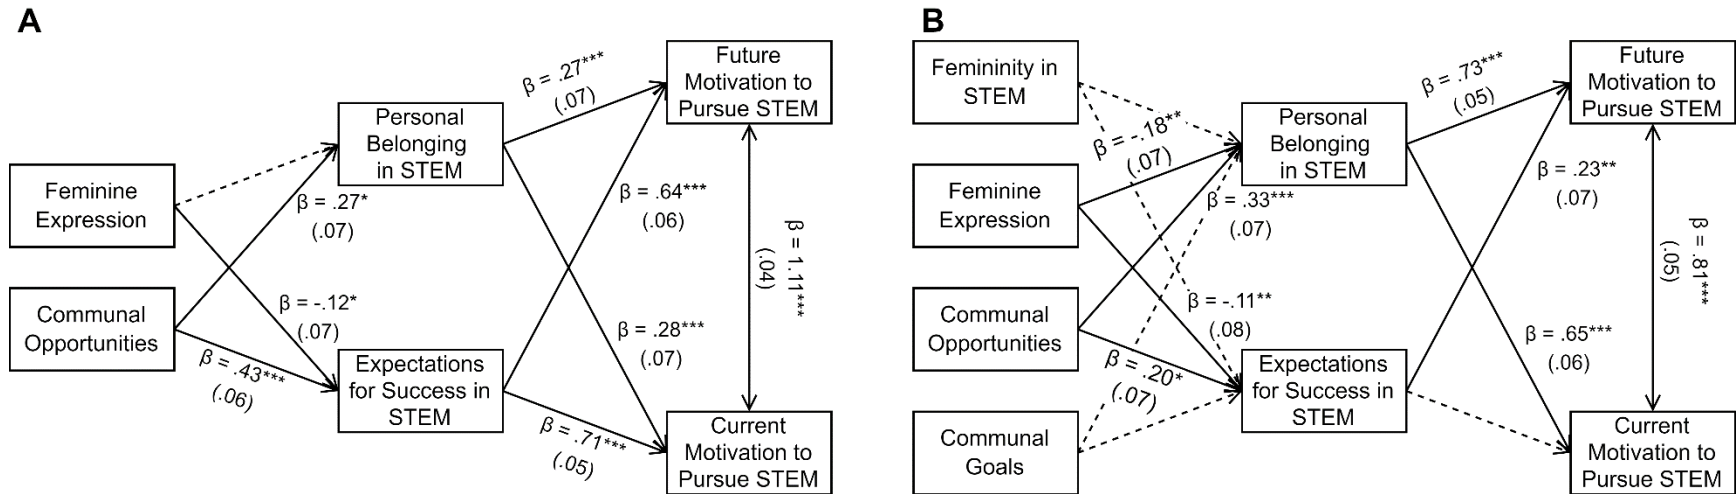 A
Feminine
Expression
Communal
Opportunities
Personal
Belonging
in STEM
Expectations
for Success in
STEM
Future
Motivation to
Pursue STEM
Current
Motivation to
Pursue STEM
β = .27***
(.07)
β = .27*
(.07)
β = .64***
(.06)
β = -.12*
(.07)
β = .28***
(.07)
β = .43***
(.06)
β = .71***
(.05)
β = 1.11***
(.04)
B
Femininity in
STEM
Feminine
Expression
Communal
Opportunities
Communal
Goals
Personal
Belonging
in STEM
Expectations
for Success in
STEM
Future
Motivation to
Pursue STEM
Current
Motivation to
Pursue STEM
β = -.18**
(.07)
β = .73***
(.05)
β = .33***
(.07)
β = .23**
(.07)
β = -.11**
(.08)
β = .20*
(.07)
β = .65***
(.06)
β = .81***
(.05)